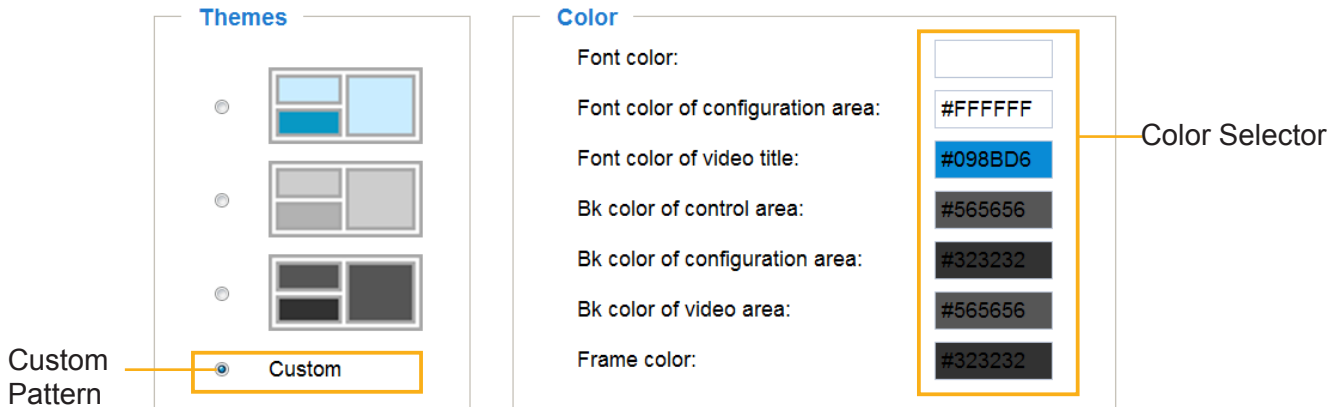 Themes
Custom
Custom
Pattern
Color
Font color:
Font color of configuration area: #FFFFFF
Font color of video title: #098BD6
Bk color of control area: #565656
Bk color of configuration area: #323232
Bk color of video area: #565656
Frame color: #323232
Color Selector